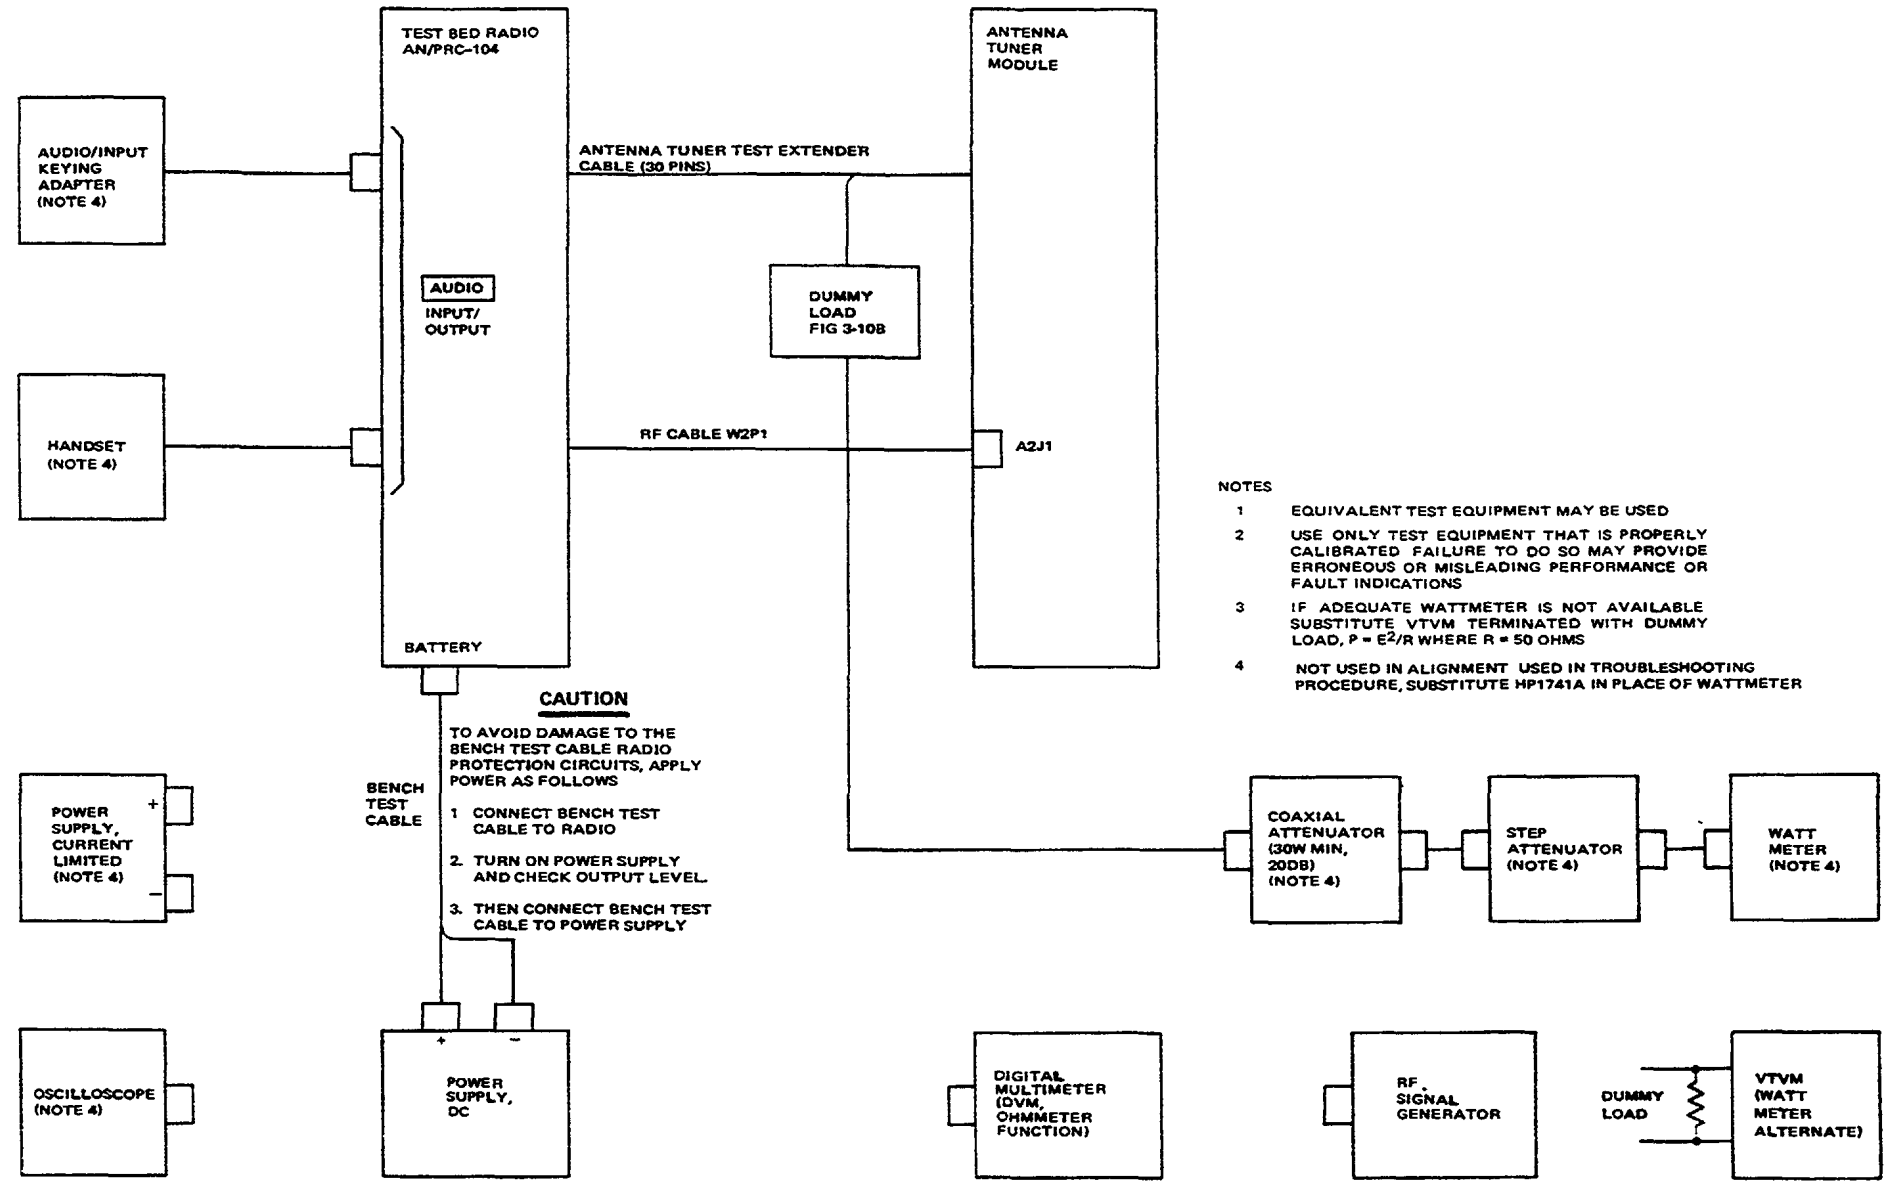 TEST BED RADIO
AN/PRC-104
ANTENNA
TUNER
MODULE
AUDIO/INPUT
KEYING
ADAPTER
(NOTE 4)
ANTENNA TUNER TEST EXTENDER
CABLE (30 PINS)
AUDIO
INPUT/
OUTPUT
DUMMY
LOAD
FIG 3-10B
HANDSET
(NOTE 4)
RF CABLE W2P1
A2J1
NOTES
1 EQUIVALENT TEST EQUIPMENT MAY BE USED
2 USE ONLY TEST EQUIPMENT THAT IS PROPERLY
CALIBRATED FAILURE TO DO SO MAY PROVIDE
ERRONEOUS OR MISLEADING PERFORMANCE OR
FAULT INDICATIONS
3 IF ADEQUATE WATTMETER IS NOT AVAILABLE
SUBSTITUTE VTVM TERMINATED WITH DUMMY
LOAD, P = E²/R WHERE R = 50 OHMS
4 NOT USED IN ALIGNMENT USED IN TROUBLESHOOTING
PROCEDURE, SUBSTITUTE HP1741A IN PLACE OF WATTMETER
BATTERY
CAUTION
TO AVOID DAMAGE TO THE
BENCH TEST CABLE RADIO
PROTECTION CIRCUITS, APPLY
POWER AS FOLLOWS
1 CONNECT BENCH TEST
CABLE TO RADIO
2. TURN ON POWER SUPPLY
AND CHECK OUTPUT LEVEL.
3. THEN CONNECT BENCH TEST
CABLE TO POWER SUPPLY
BENCH
TEST
CABLE
+
POWER
SUPPLY,
CURRENT
LIMITED
(NOTE 4)
−
COAXIAL
ATTENUATOR
(30W MIN,
20DB)
(NOTE 4)
STEP
ATTENUATOR
(NOTE 4)
WATT
METER
(NOTE 4)
OSCILLOSCOPE
(NOTE 4)
+ −
POWER
SUPPLY,
DC
DIGITAL
MULTIMETER
(DVM,
OHMMETER
FUNCTION)
RF
SIGNAL
GENERATOR
DUMMY
LOAD
VTVM
(WATT
METER
ALTERNATE)